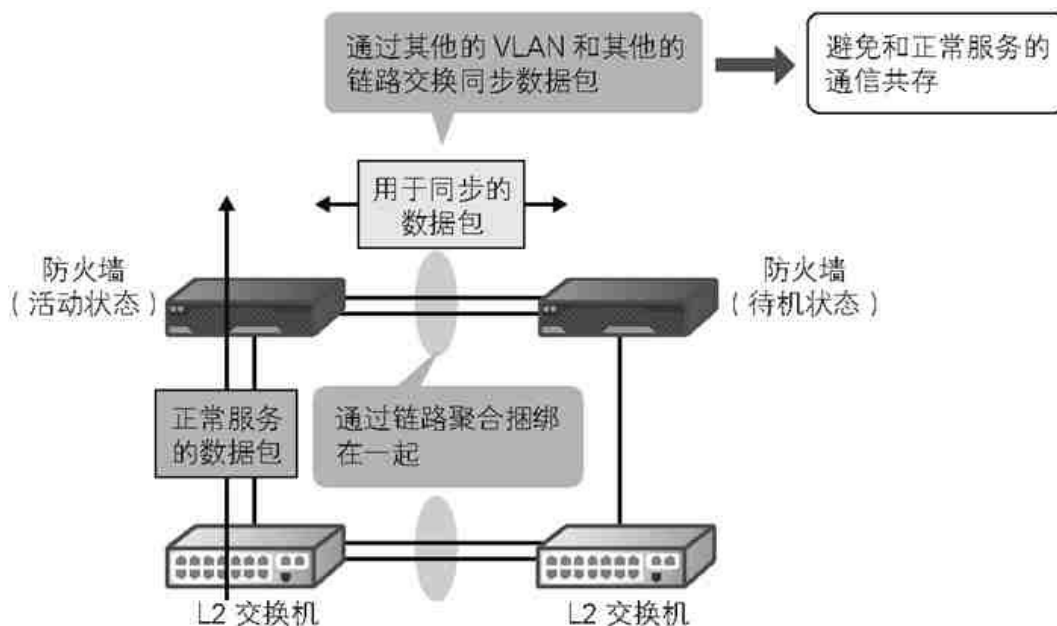 通过其他的 VLAN 和其他的
链路交换同步数据包
避免和正常服务的
通信共存
用于同步的
数据包
防火墙
（活动状态）
防火墙
（待机状态）
正常服务
的数据包
通过链路聚合捆绑
在一起
L2 交换机
L2 交换机